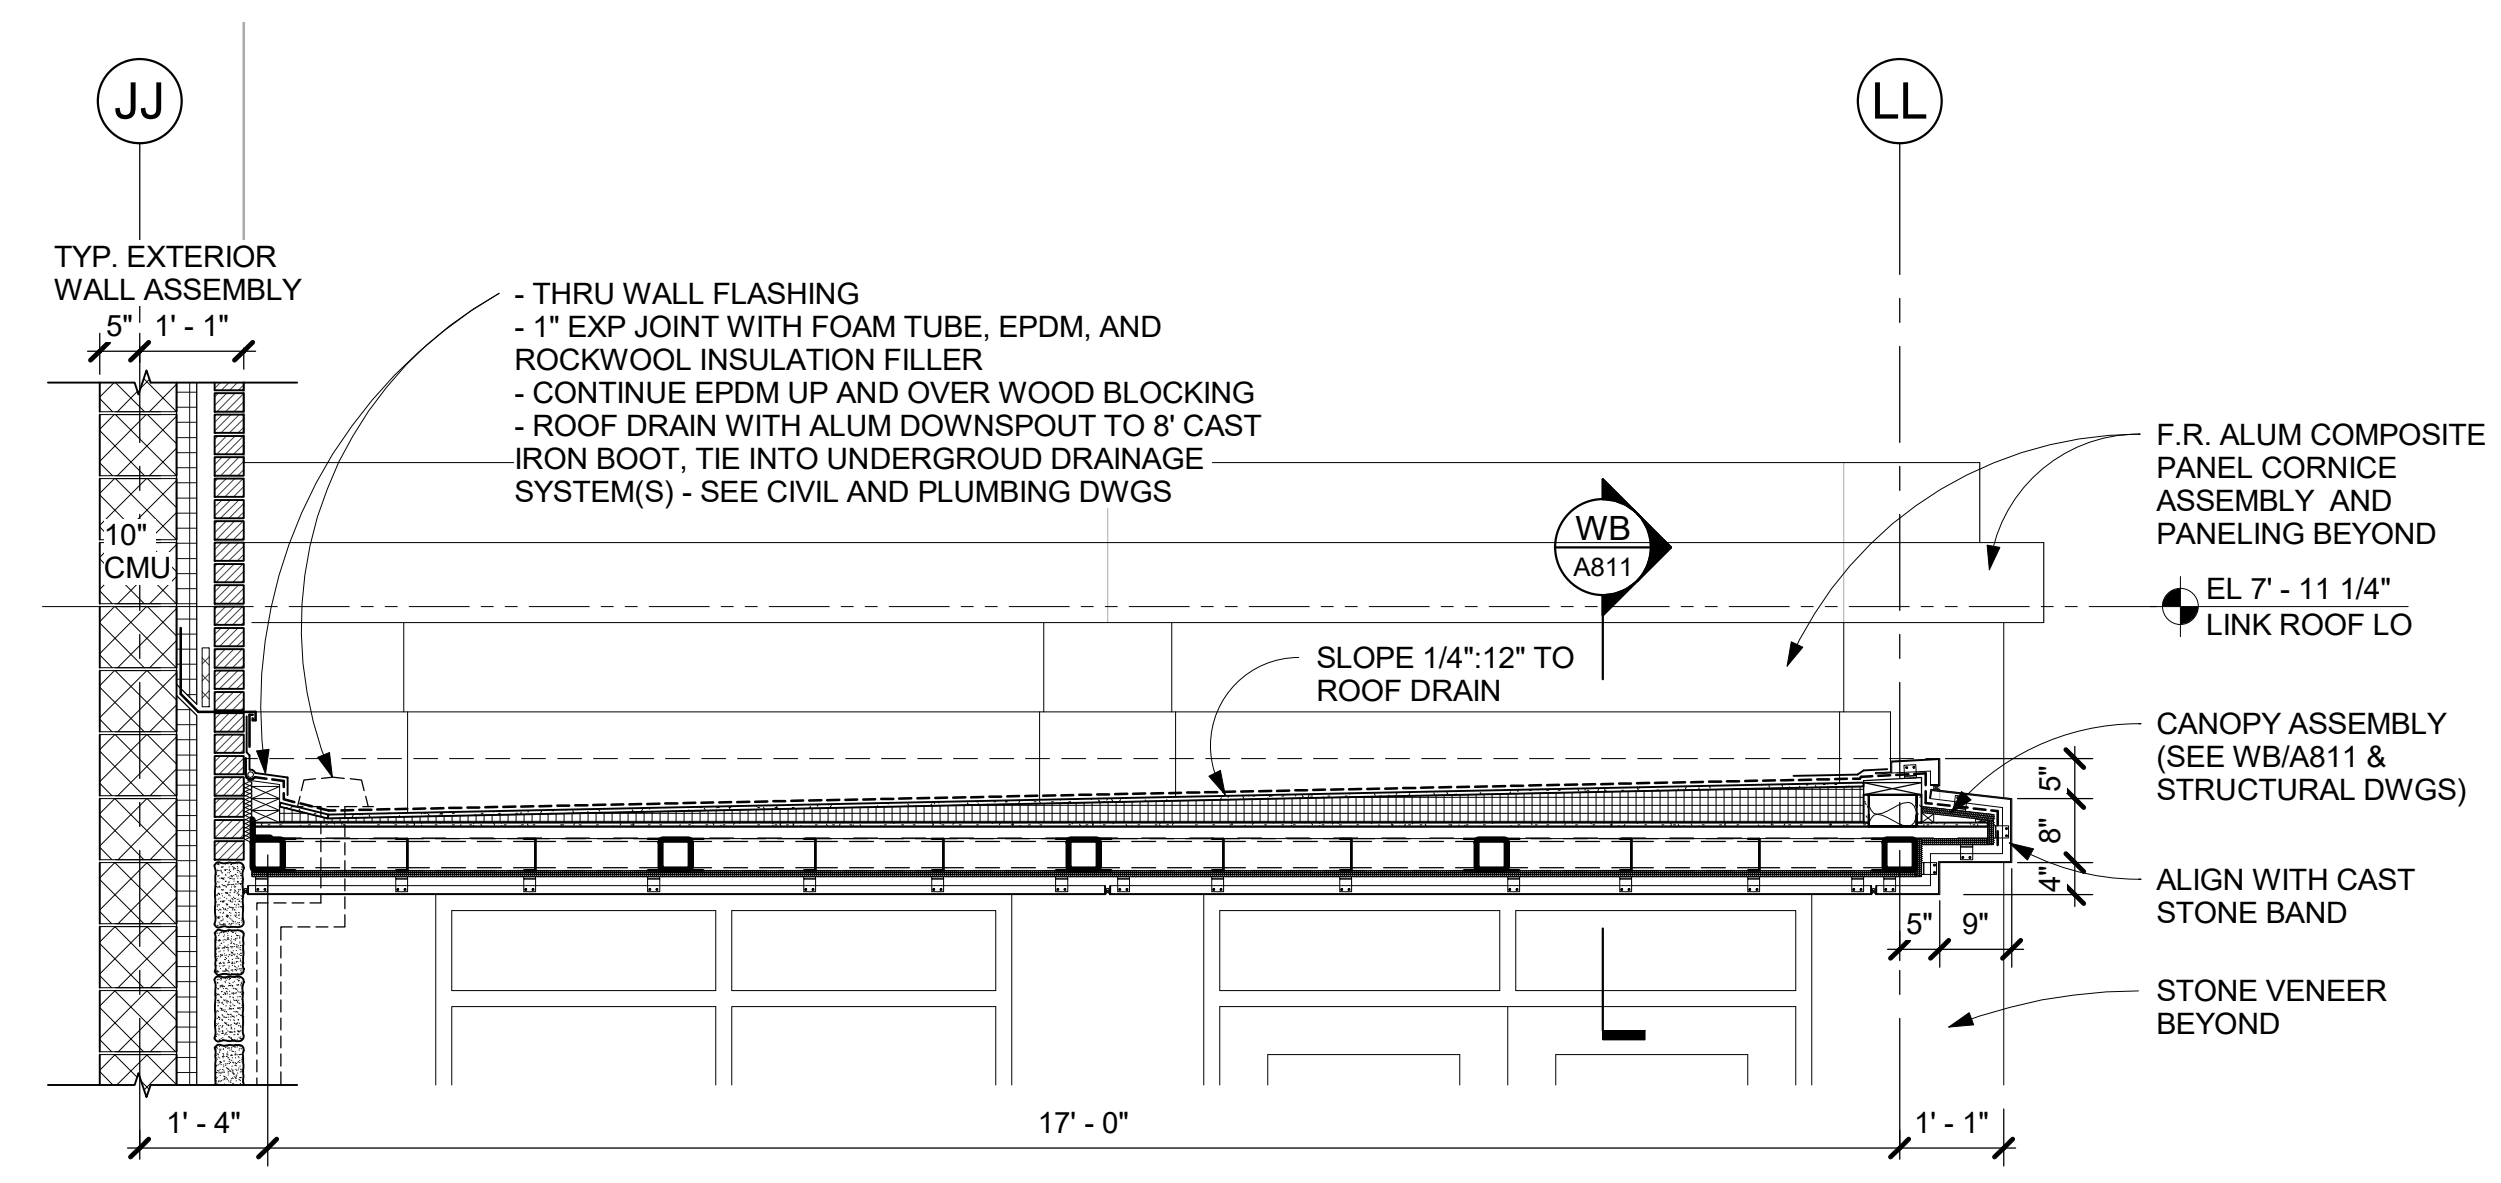 JJ
LL
TYP. EXTERIOR
WALL ASSEMBLY
5" 1' - 1"
- THRU WALL FLASHING
- 1" EXP JOINT WITH FOAM TUBE, EPDM, AND
ROCKWOOL INSULATION FILLER
- CONTINUE EPDM UP AND OVER WOOD BLOCKING
- ROOF DRAIN WITH ALUM DOWNSPOUT TO 8' CAST
IRON BOOT, TIE INTO UNDERGROUD DRAINAGE
SYSTEM(S) - SEE CIVIL AND PLUMBING DWGS
F.R. ALUM COMPOSITE
PANEL CORNICE
ASSEMBLY AND
PANELING BEYOND
10"
CMU
WB
A811
EL 7' - 11 1/4"
LINK ROOF LO
SLOPE 1/4":12" TO
ROOF DRAIN
CANOPY ASSEMBLY
(SEE WB/A811 &
STRUCTURAL DWGS)
5"
8"
4"
ALIGN WITH CAST
STONE BAND
5" 9"
STONE VENEER
BEYOND
1' - 4"
17' - 0"
1' - 1"